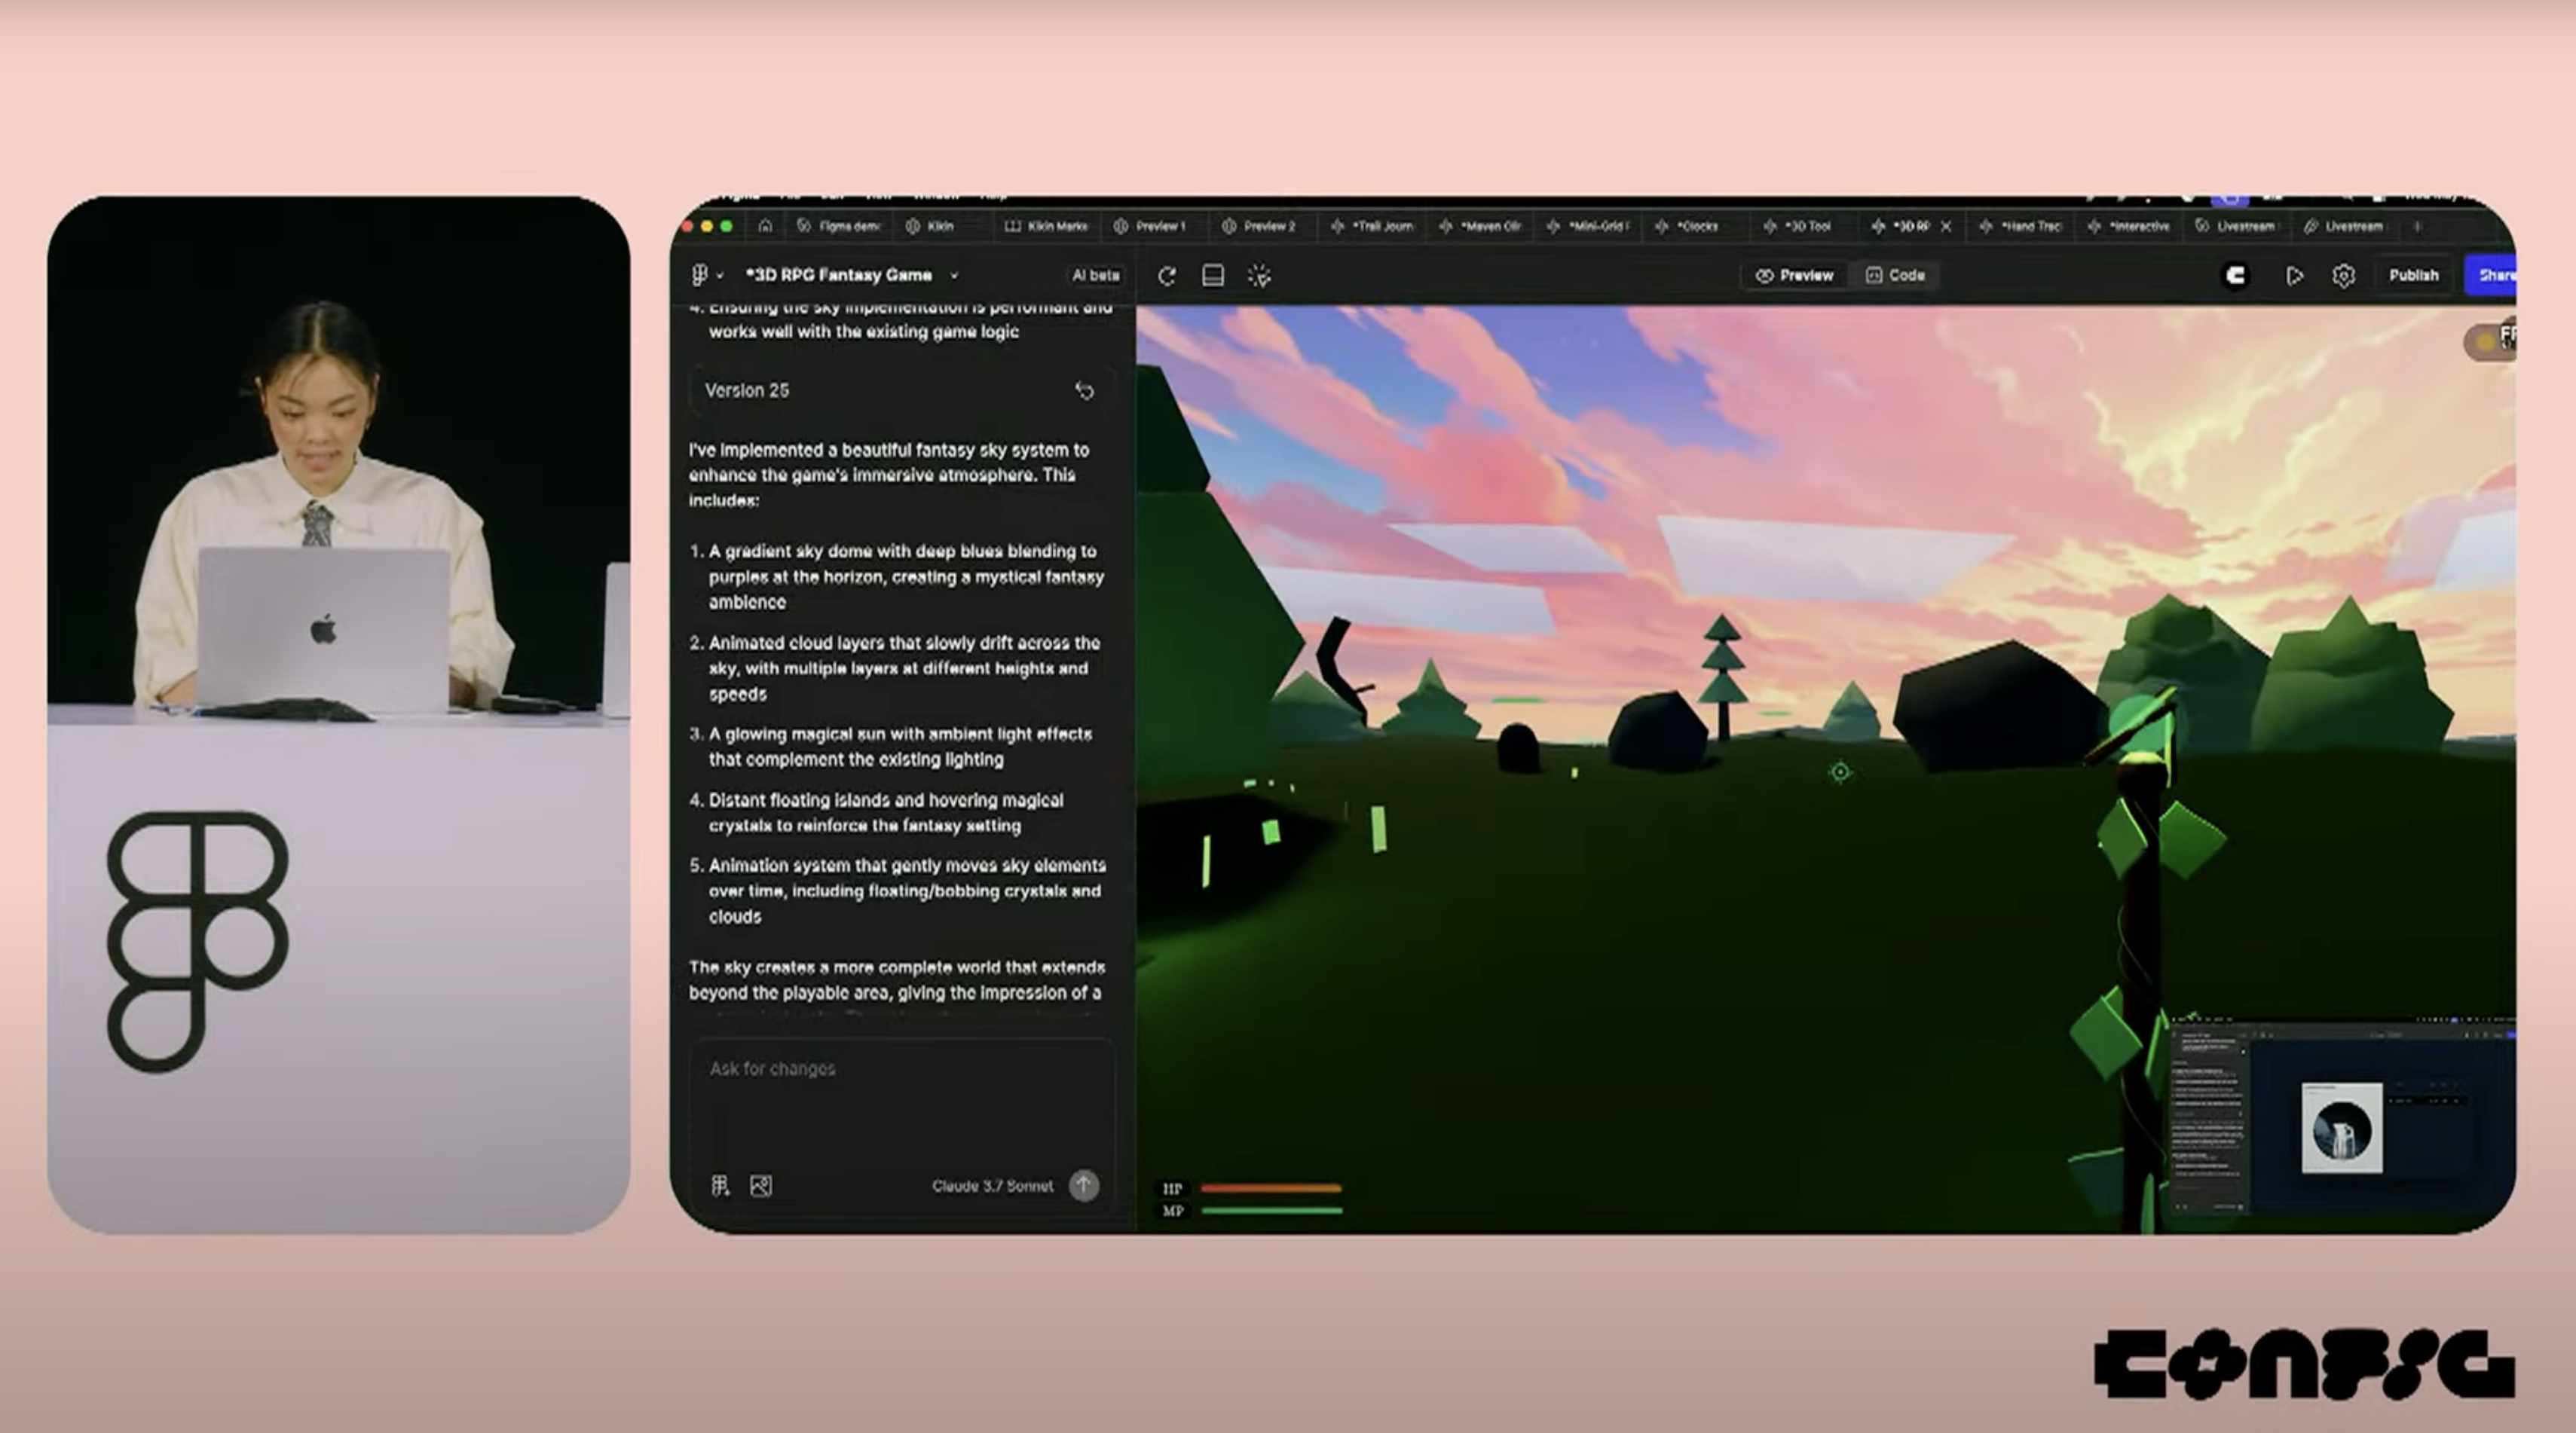 Figma demo
Kikin
Kikin Marke
Preview 1
Preview 2
*Trail Journ
*Maven Clir
*Mini-Grid
*Clocks
*3D Tool
*3D RP
*Hand Trac
*Interactive
Livestream
Livestream
*3D RPG Fantasy Game
AI beta
Preview
Code
Publish
Share
4. Ensuring the sky implementation is performant and
works well with the existing game logic
Version 25
I've implemented a beautiful fantasy sky system to
enhance the game's immersive atmosphere. This
includes:
1. A gradient sky dome with deep blues blending to
purples at the horizon, creating a mystical fantasy
ambience
2. Animated cloud layers that slowly drift across the
sky, with multiple layers at different heights and
speeds
3. A glowing magical sun with ambient light effects
that complement the existing lighting
4. Distant floating islands and hovering magical
crystals to reinforce the fantasy setting
5. Animation system that gently moves sky elements
over time, including floating/bobbing crystals and
clouds
The sky creates a more complete world that extends
beyond the playable area, giving the impression of a
Ask for changes
Claude 3.7 Sonnet
HP
MP
CONFIG